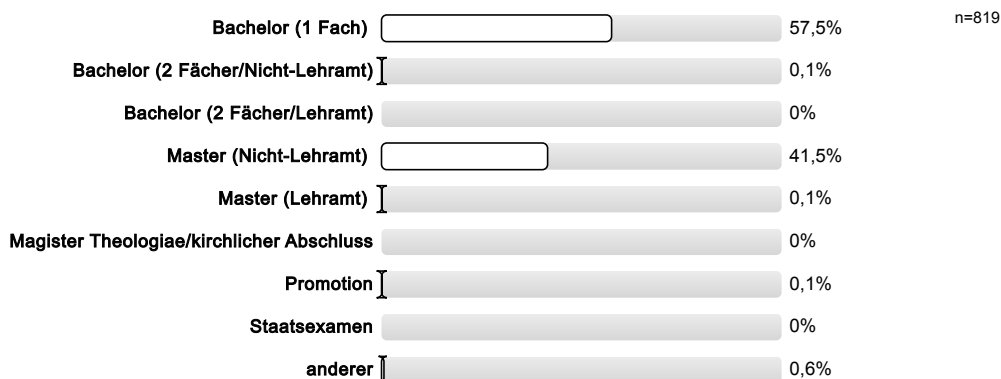 Bachelor (1 Fach) 57,5% n=819
Bachelor (2 Fächer/Nicht-Lehramt) 0,1%
Bachelor (2 Fächer/Lehramt) 0%
Master (Nicht-Lehramt) 41,5%
Master (Lehramt) 0,1%
Magister Theologiae/kirchlicher Abschluss 0%
Promotion 0,1%
Staatsexamen 0%
anderer 0,6%